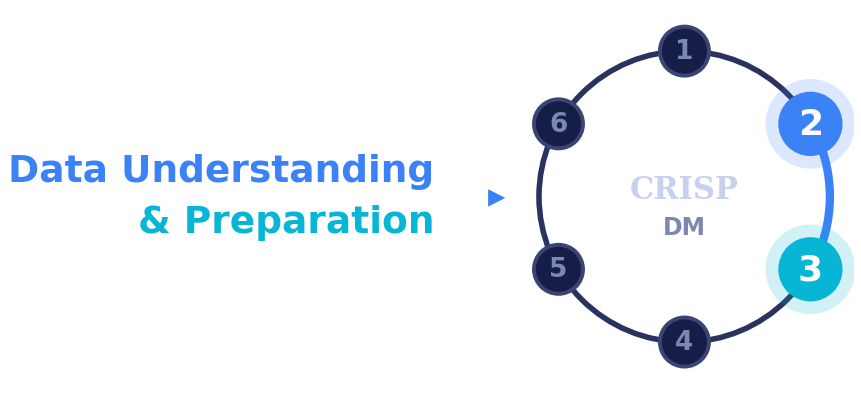 Data Understanding
& Preparation
CRISP
DM
1
2
3
4
5
6